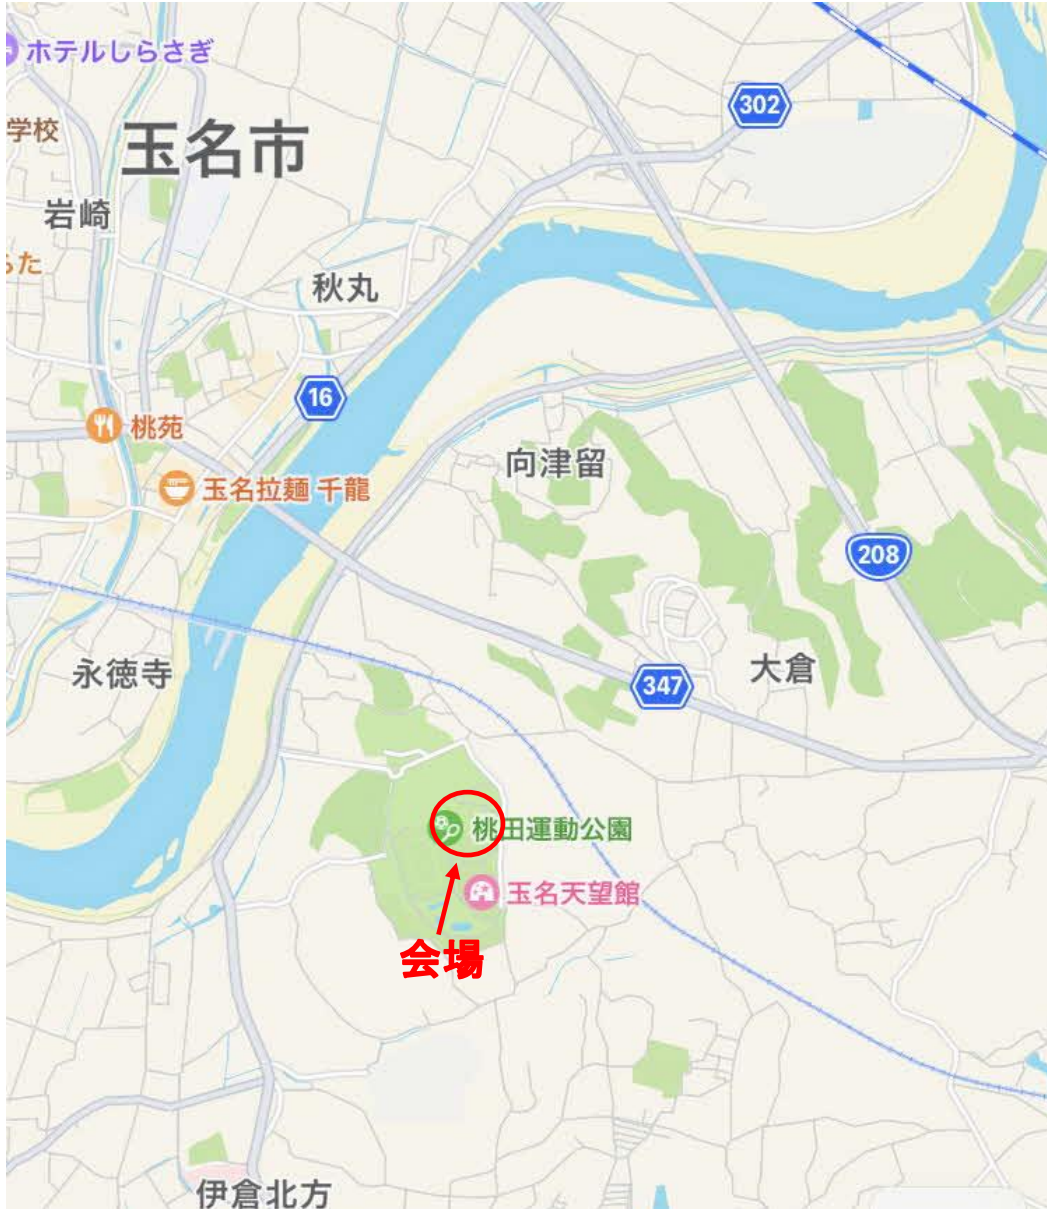 ホテルしらさぎ
302
学校
玉名市
岩崎
た
秋丸
16
桃苑
向津留
玉名拉麺 千龍
208
永徳寺
大倉
347
桃田運動公園
玉名天望館
会場
伊倉北方